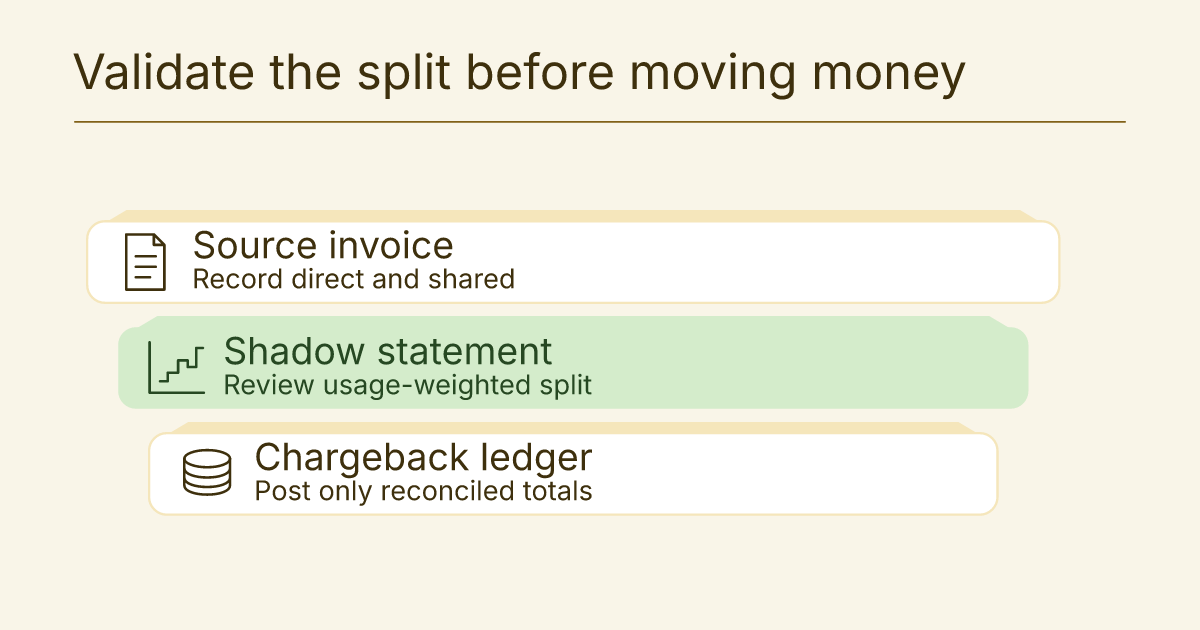 Validate the split before moving money
Source invoice
Record direct and shared
Shadow statement
Review usage-weighted split
Chargeback ledger
Post only reconciled totals